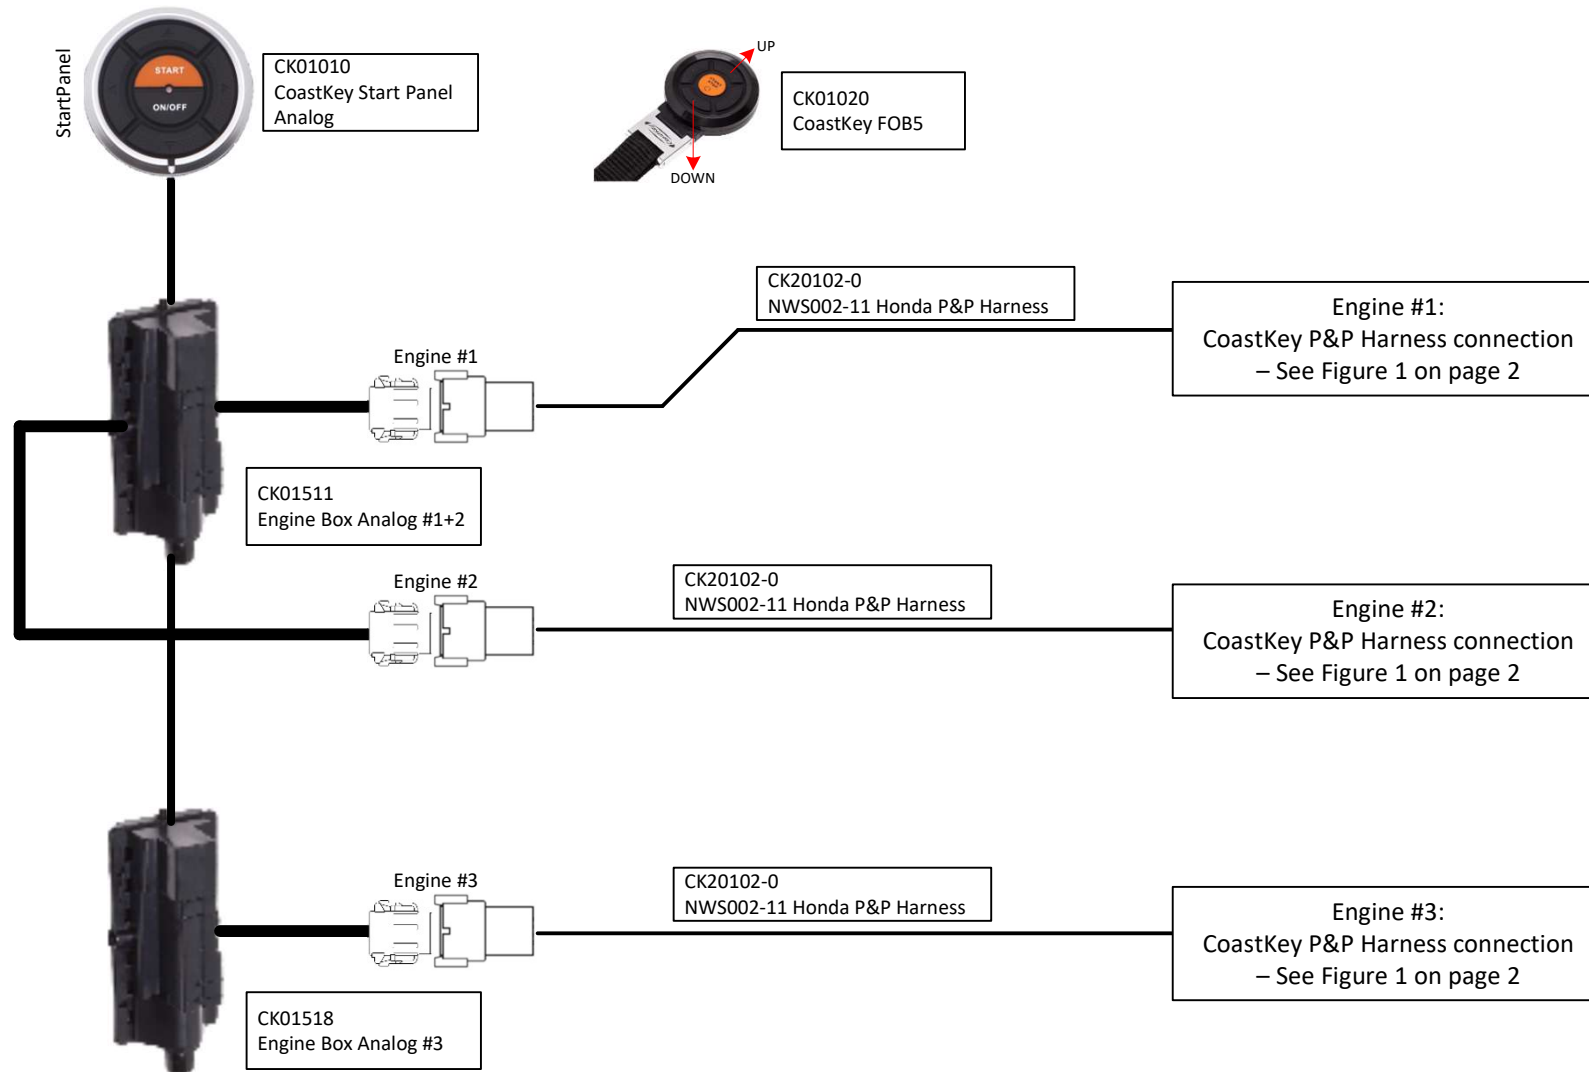 StartPanel
START
ON/OFF
CK01010
CoastKey Start Panel
Analog
UP
DOWN
CK01020
CoastKey FOB5
CK20102-0
NWS002-11 Honda P&P Harness
Engine #1:
CoastKey P&P Harness connection
– See Figure 1 on page 2
Engine #1
CK01511
Engine Box Analog #1+2
Engine #2
CK20102-0
NWS002-11 Honda P&P Harness
Engine #2:
CoastKey P&P Harness connection
– See Figure 1 on page 2
Engine #3
CK20102-0
NWS002-11 Honda P&P Harness
Engine #3:
CoastKey P&P Harness connection
– See Figure 1 on page 2
CK01518
Engine Box Analog #3